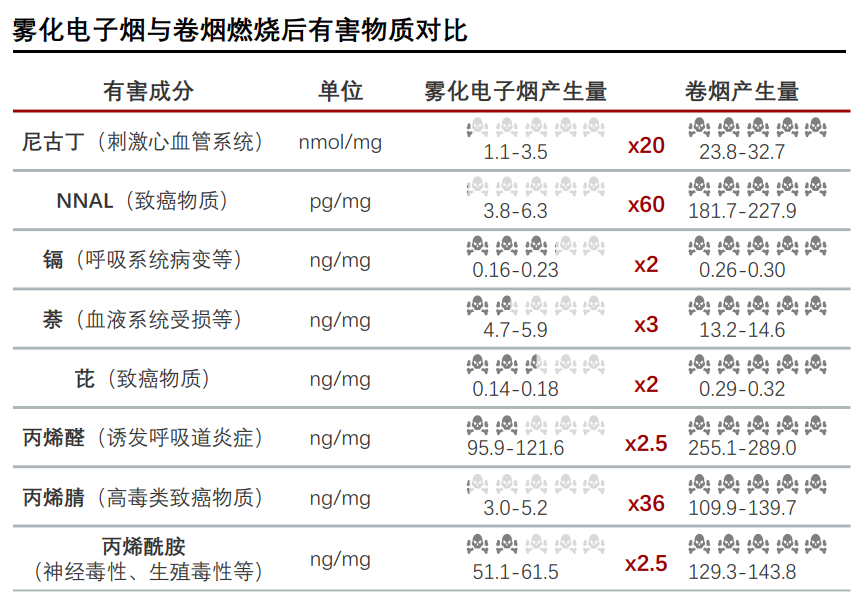 雾化电子烟与卷烟燃烧后有害物质对比
有害成分 单位 雾化电子烟产生量 卷烟产生量
尼古丁（刺激心血管系统） nmol/mg 1.1-3.5 x20 23.8-32.7
NNAL（致癌物质） pg/mg 3.8-6.3 x60 181.7-227.9
镉（呼吸系统病变等） ng/mg 0.16-0.23 x2 0.26-0.30
萘（血液系统受损等） ng/mg 4.7-5.9 x3 13.2-14.6
芘（致癌物质） ng/mg 0.14-0.18 x2 0.29-0.32
丙烯醛（诱发呼吸道炎症） ng/mg 95.9-121.6 x2.5 255.1-289.0
丙烯腈（高毒类致癌物质） ng/mg 3.0-5.2 x36 109.9-139.7
丙烯酰胺
（神经毒性、生殖毒性等） ng/mg 51.1-61.5 x2.5 129.3-143.8